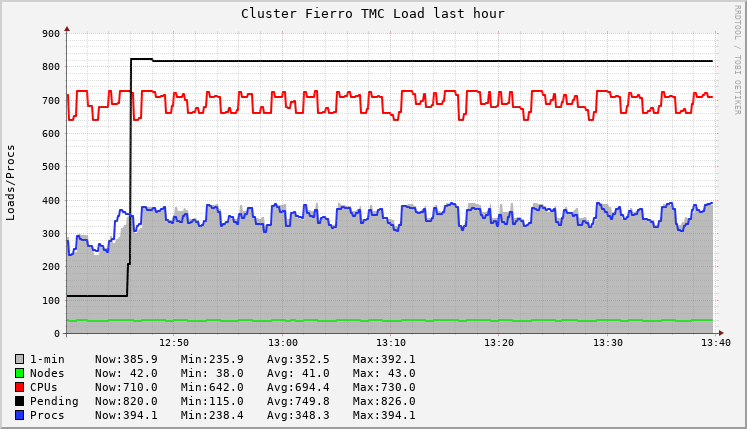 Cluster Fierro TMC Load last hour
RRDTOOL / TOBI OETIKER
Loads/Procs
900
800
700
600
500
400
300
200
100
0
12:50 13:00 13:10 13:20 13:30 13:40
1-min Now:385.9 Min:235.9 Avg:352.5 Max:392.1
Nodes Now: 42.0 Min: 38.0 Avg: 41.0 Max: 43.0
CPUs Now:710.0 Min:642.0 Avg:694.4 Max:730.0
Pending Now:820.0 Min:115.0 Avg:749.8 Max:826.0
Procs Now:394.1 Min:238.4 Avg:348.3 Max:394.1